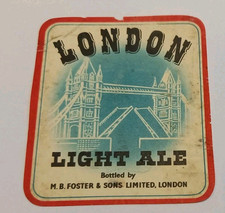 LONDON
LIGHT ALE
Bottled by
M. B. FOSTER & SONS LIMITED, LONDON